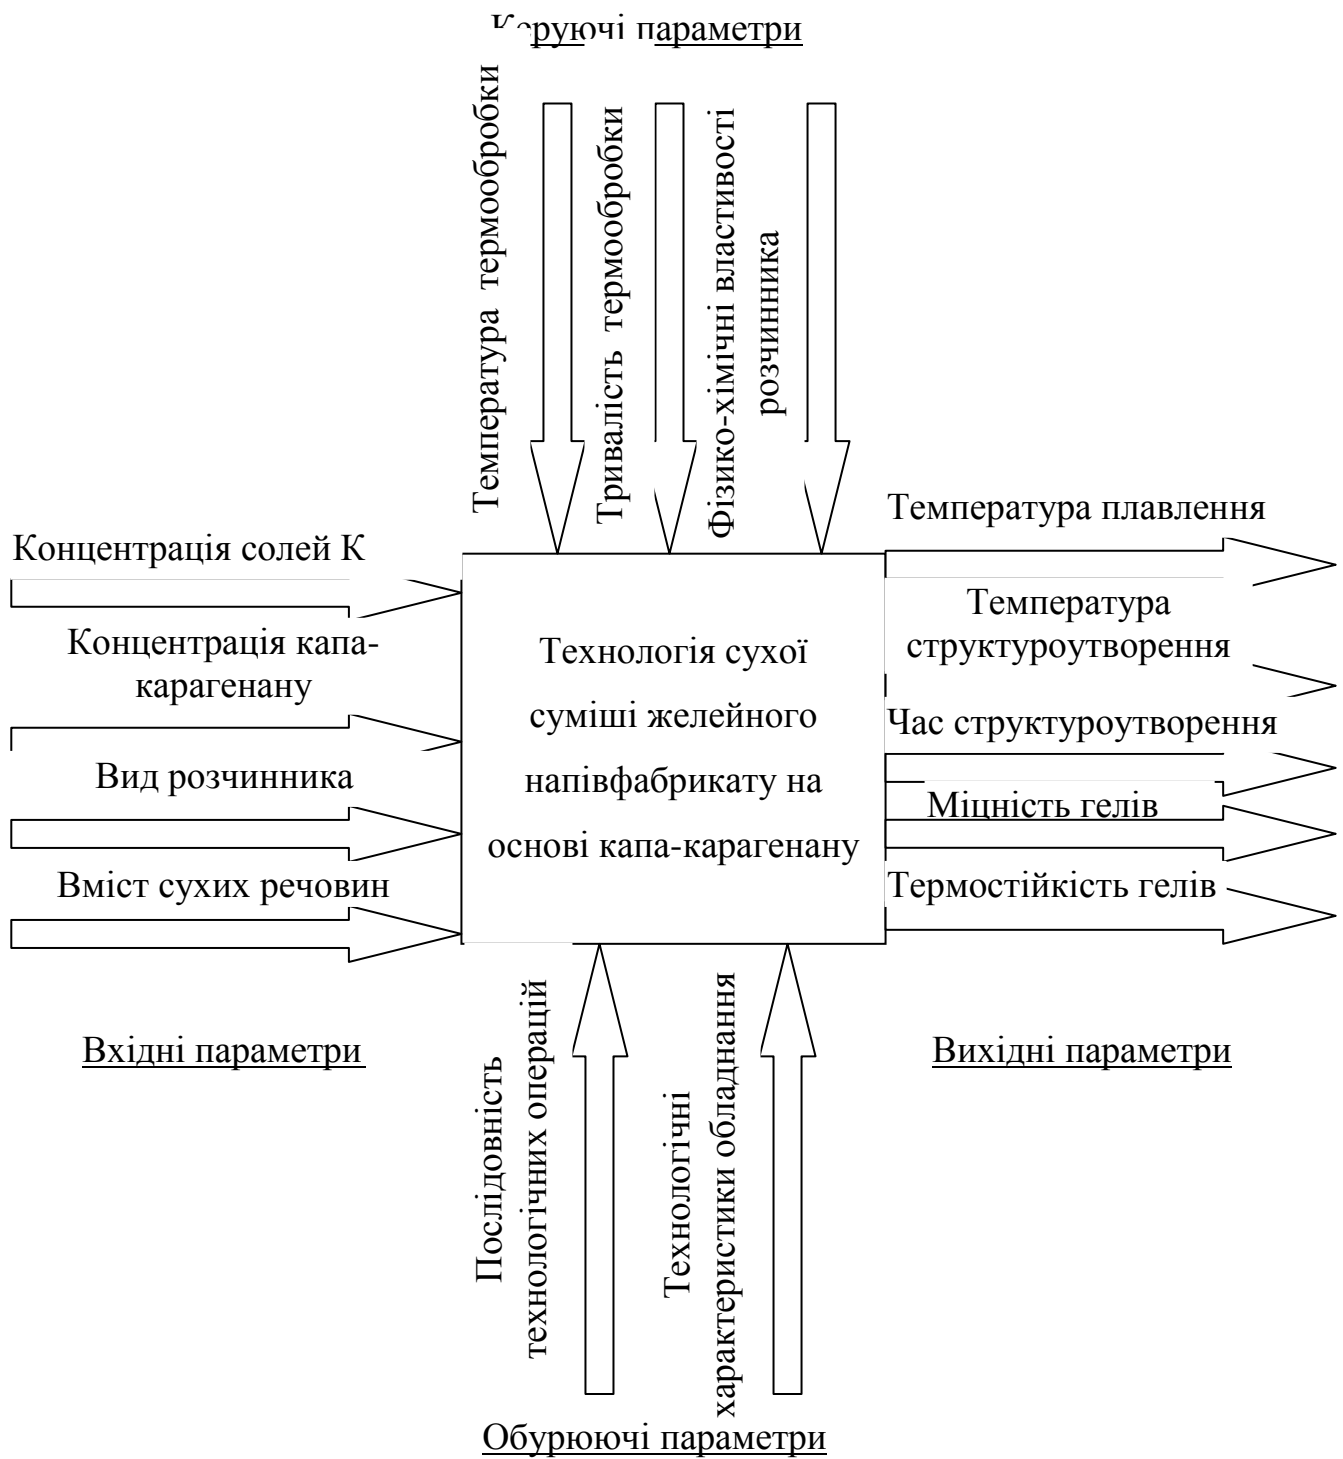 Керуючі параметри
Температура термообробки
Тривалість термообробки
Фізико-хімічні властивості
розчинника
Концентрація солей К
Концентрація капа-
карагенану
Вид розчинника
Вміст сухих речовин
Вхідні параметри
Технологія сухої
суміші желейного
напівфабрикату на
основі капа-карагенану
Температура плавлення
Температура
структуроутворення
Час структуроутворення
Міцність гелів
Термостійкість гелів
Вихідні параметри
Послідовність
технологічних операцій
Технологічні
характеристики обладнання
Обурюючі параметри